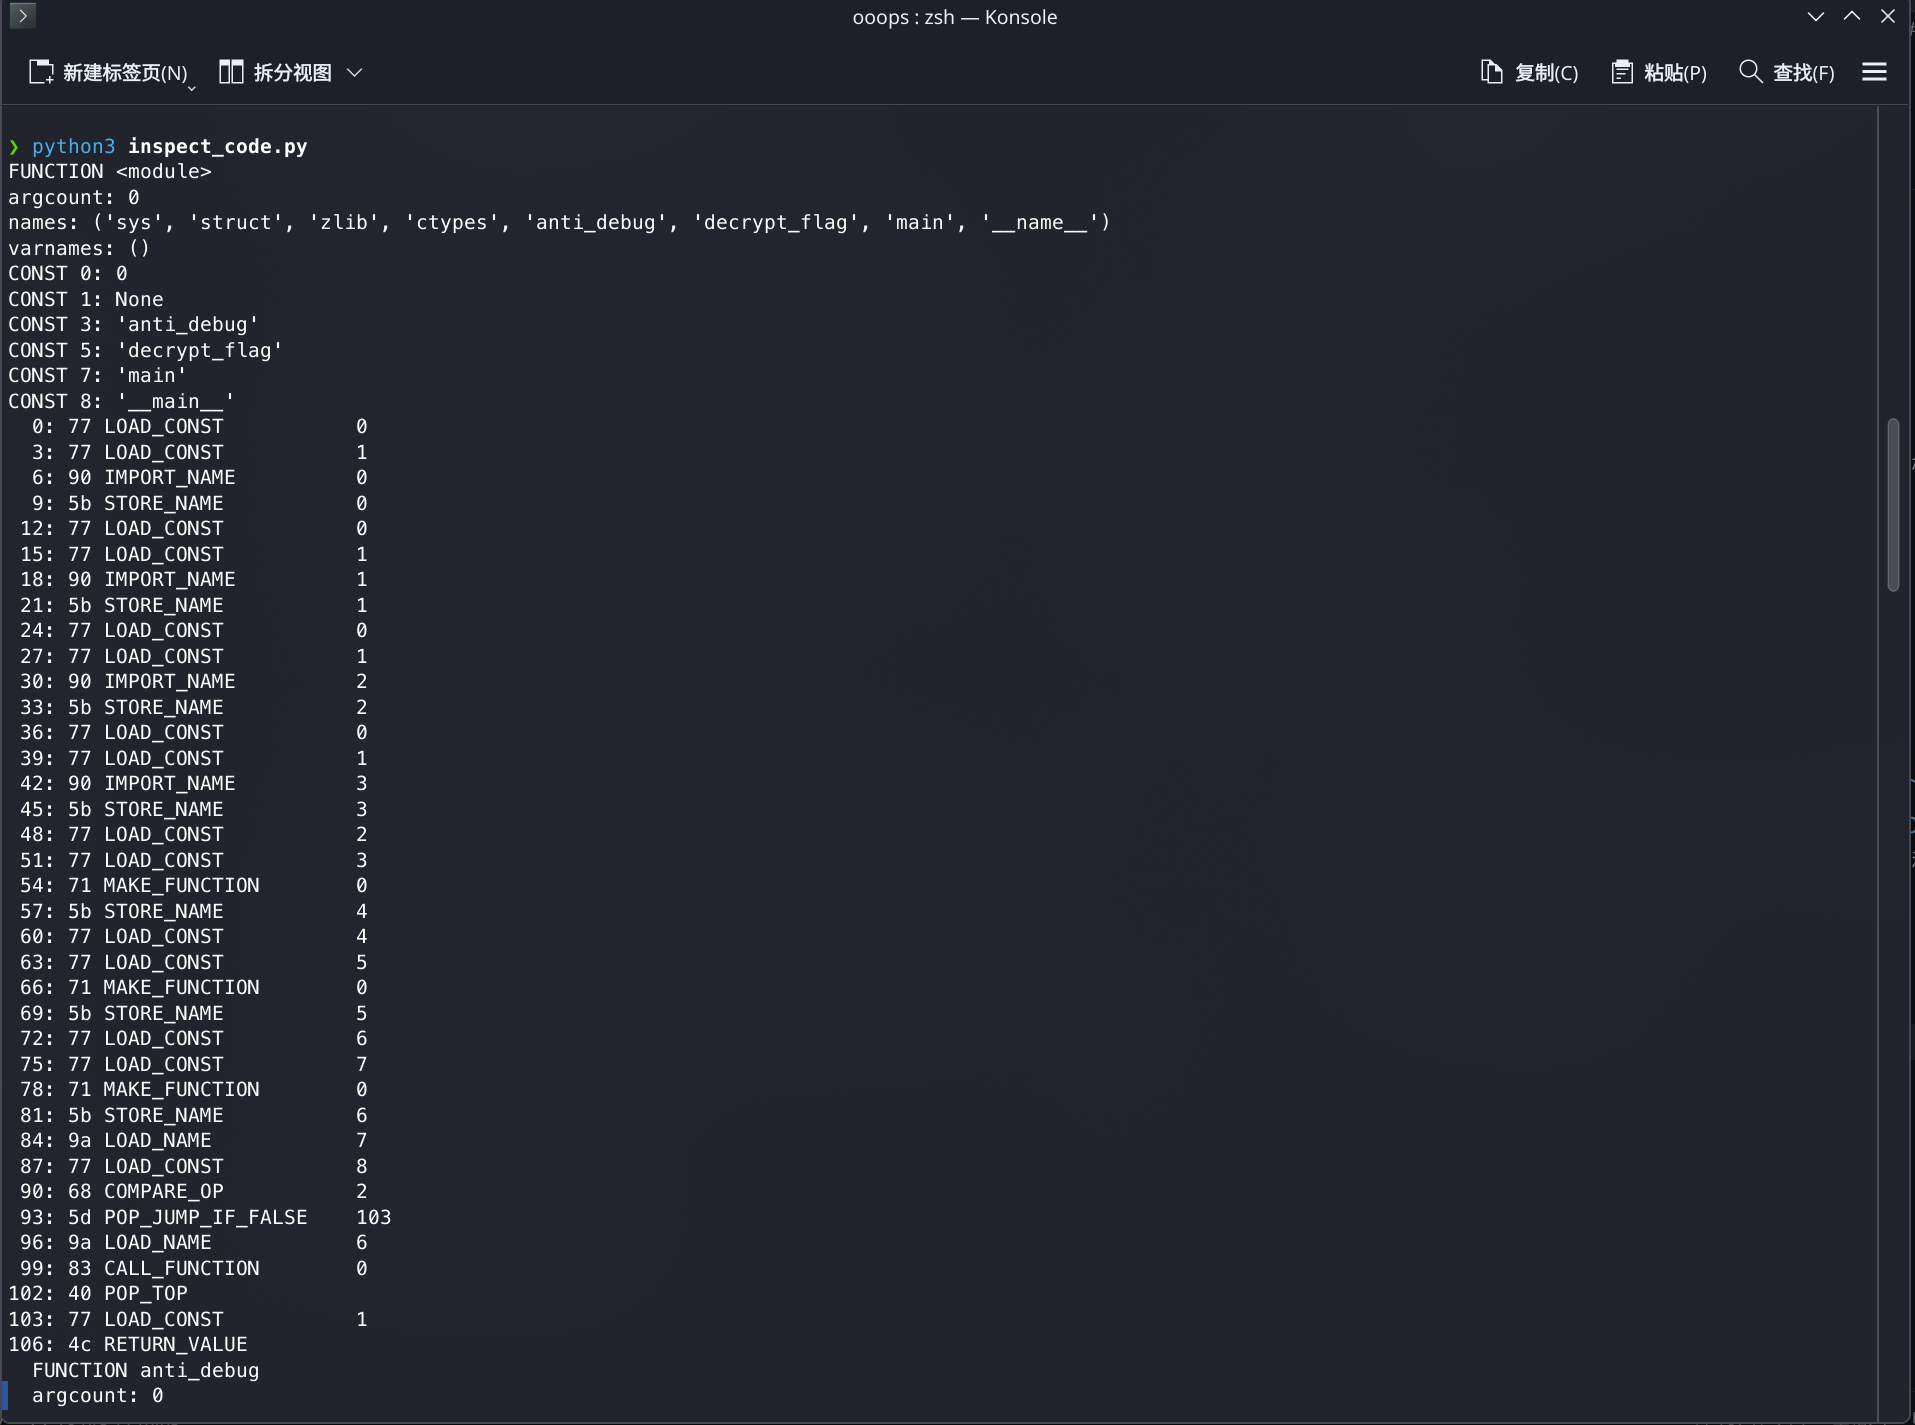 ooops : zsh — Konsole
新建标签页(N) 拆分视图 复制(C) 粘贴(P) 查找(F)
❯ python3 inspect_code.py
FUNCTION <module>
argcount: 0
names: ('sys', 'struct', 'zlib', 'ctypes', 'anti_debug', 'decrypt_flag', 'main', '__name__')
varnames: ()
CONST 0: 0
CONST 1: None
CONST 3: 'anti_debug'
CONST 5: 'decrypt_flag'
CONST 7: 'main'
CONST 8: '__main__'
0: 77 LOAD_CONST 0
3: 77 LOAD_CONST 1
6: 90 IMPORT_NAME 0
9: 5b STORE_NAME 0
12: 77 LOAD_CONST 0
15: 77 LOAD_CONST 1
18: 90 IMPORT_NAME 1
21: 5b STORE_NAME 1
24: 77 LOAD_CONST 0
27: 77 LOAD_CONST 1
30: 90 IMPORT_NAME 2
33: 5b STORE_NAME 2
36: 77 LOAD_CONST 0
39: 77 LOAD_CONST 1
42: 90 IMPORT_NAME 3
45: 5b STORE_NAME 3
48: 77 LOAD_CONST 2
51: 77 LOAD_CONST 3
54: 71 MAKE_FUNCTION 0
57: 5b STORE_NAME 4
60: 77 LOAD_CONST 4
63: 77 LOAD_CONST 5
66: 71 MAKE_FUNCTION 0
69: 5b STORE_NAME 5
72: 77 LOAD_CONST 6
75: 77 LOAD_CONST 7
78: 71 MAKE_FUNCTION 0
81: 5b STORE_NAME 6
84: 9a LOAD_NAME 7
87: 77 LOAD_CONST 8
90: 68 COMPARE_OP 2
93: 5d POP_JUMP_IF_FALSE 103
96: 9a LOAD_NAME 6
99: 83 CALL_FUNCTION 0
102: 40 POP_TOP
103: 77 LOAD_CONST 1
106: 4c RETURN_VALUE
FUNCTION anti_debug
argcount: 0